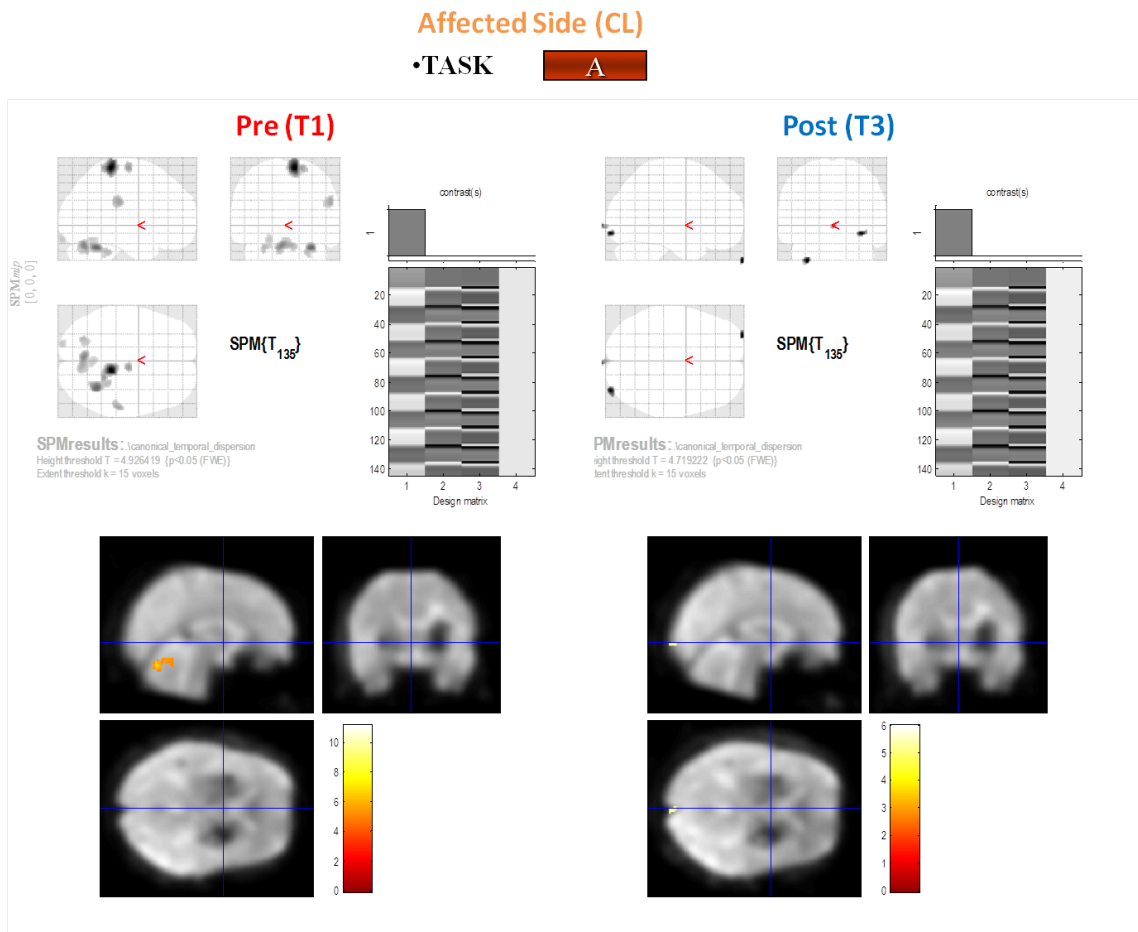 Affected Side (CL)
•TASK A
Pre (T1)
Post (T3)
SPMmip
[0, 0, 0]
<
<
<
contrast(s)
1
20
40
60
80
100
120
140
1 2 3 4
Design matrix
SPM{T135}
SPMresults: .\canonical_temporal_dispersion
Height threshold T = 4.926419 {p<0.05 (FWE)}
Extent threshold k = 15 voxels
<
<
<
contrast(s)
1
20
40
60
80
100
120
140
1 2 3 4
Design matrix
SPM{T135}
PMresults: .\canonical_temporal_dispersion
eight threshold T = 4.719222 {p<0.05 (FWE)}
tent threshold k = 15 voxels
10
8
6
4
2
0
6
5
4
3
2
1
0